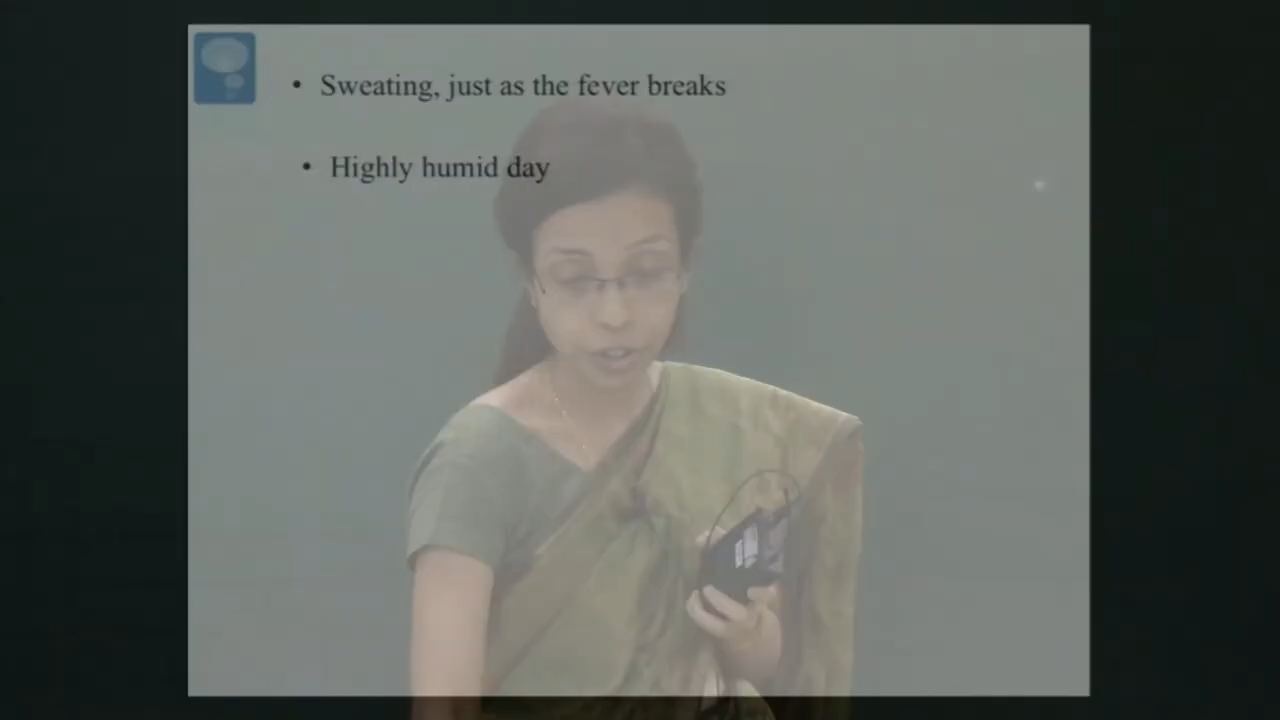 • Sweating, just as the fever breaks
• Highly humid day